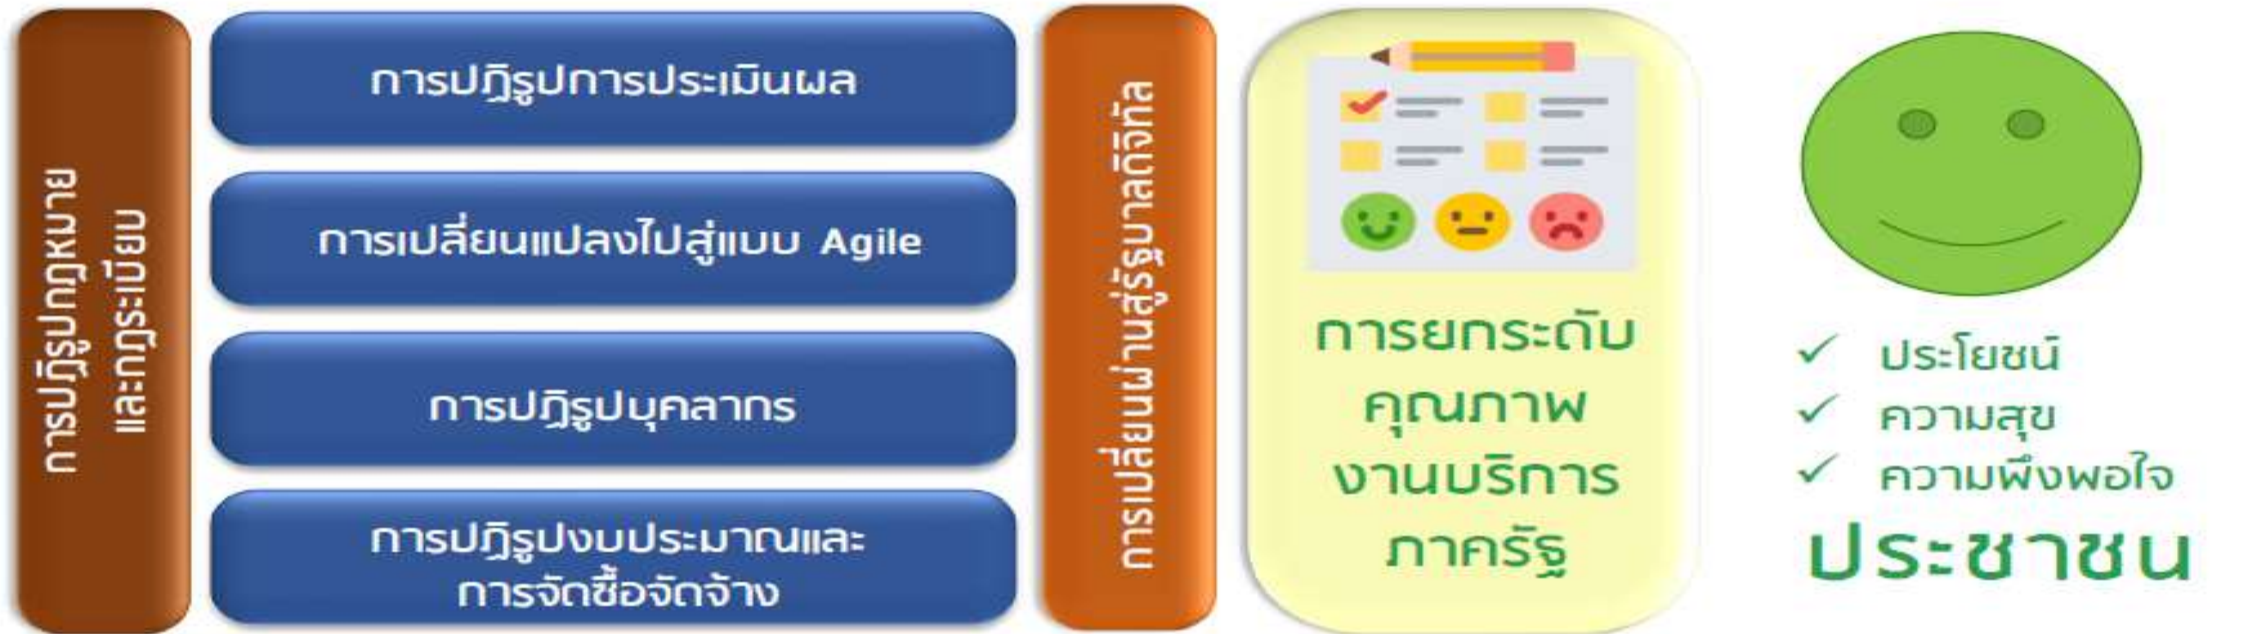 การปฏิรูปกฎหมาย
และกฎระเบียบ
การปฏิรูปการประเมินผล
การเปลี่ยนแปลงไปสู่แบบ Agile
การปฏิรูปบุคลากร
การปฏิรูปงบประมาณและ
การจัดซื้อจัดจ้าง
การเปลี่ยนผ่านสู่รัฐบาลดิจิทัล
การยกระดับ
คุณภาพ
งานบริการ
ภาครัฐ
✓ ประโยชน์
✓ ความสุข
✓ ความพึงพอใจ
ประชาชน